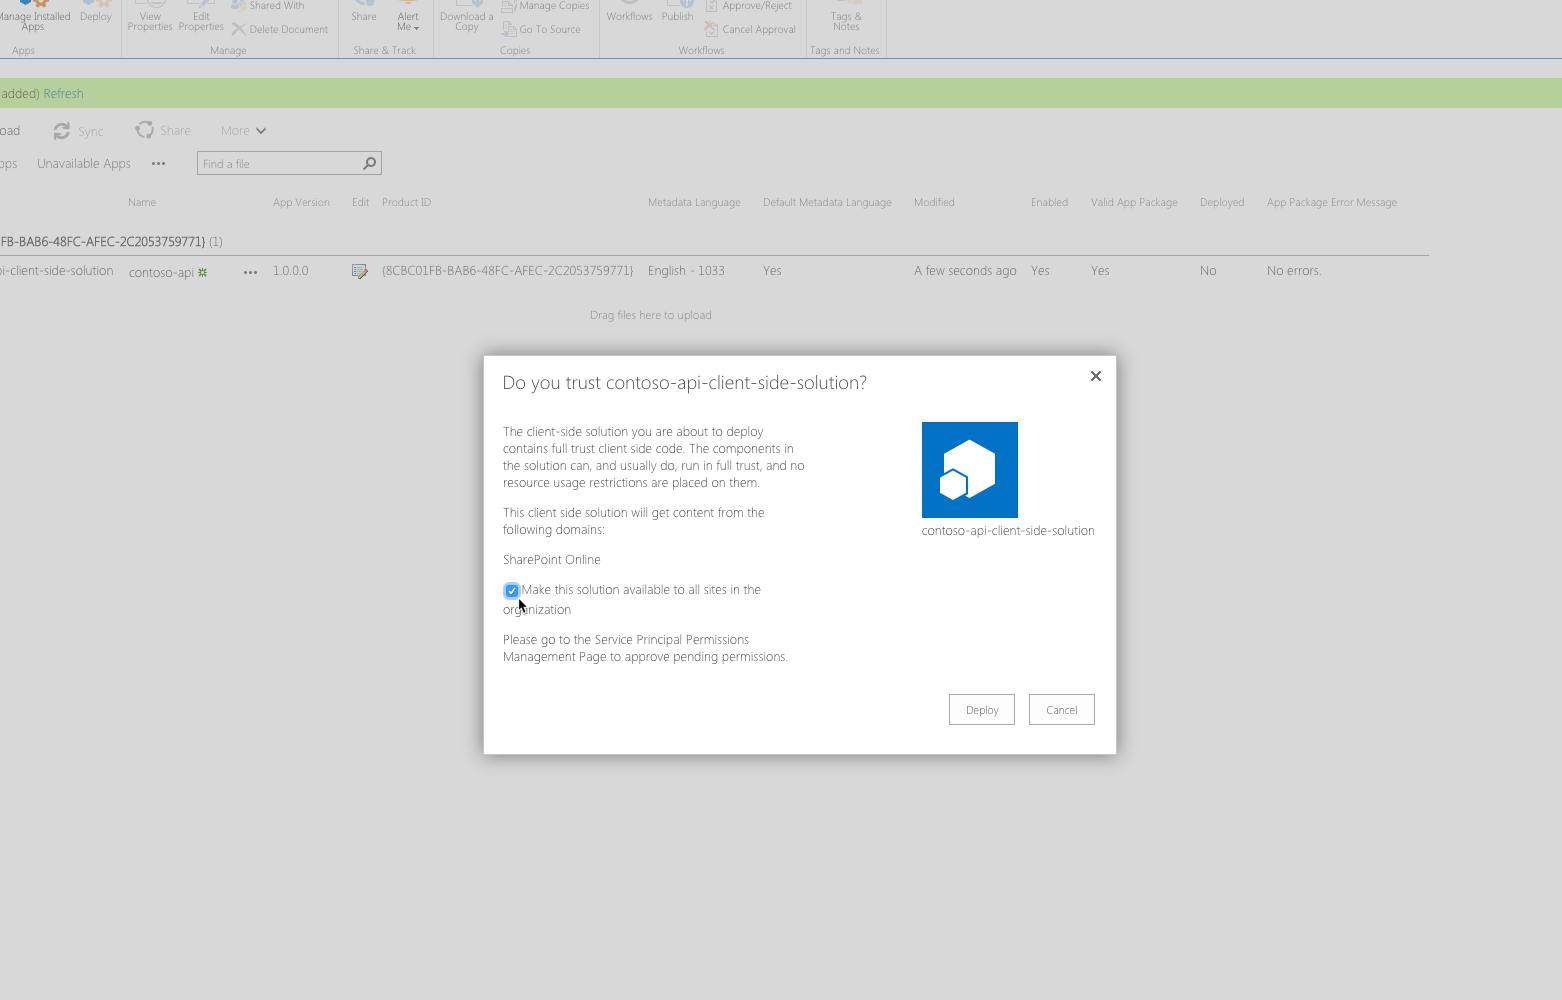 Manage Installed
Apps
Deploy
View
Properties
Edit
Properties
Shared With
Delete Document
Share
Alert
Me
Download a
Copy
Manage Copies
Go To Source
Workflows
Publish
Approve/Reject
Cancel Approval
Tags &
Notes
Apps
Manage
Share & Track
Copies
Workflows
Tags and Notes
added) Refresh
oad
Sync
Share
More
pps
Unavailable Apps
•••
Find a file
Name
App Version
Edit
Product ID
Metadata Language
Default Metadata Language
Modified
Enabled
Valid App Package
Deployed
App Package Error Message
FB-BAB6-48FC-AFEC-2C2053759771} (1)
i-client-side-solution
contoso-api
•••
1.0.0.0
{8CBC01FB-BAB6-48FC-AFEC-2C2053759771}
English - 1033
Yes
A few seconds ago
Yes
Yes
No
No errors.
Drag files here to upload
Do you trust contoso-api-client-side-solution?
The client-side solution you are about to deploy
contains full trust client side code. The components in
the solution can, and usually do, run in full trust, and no
resource usage restrictions are placed on them.
This client side solution will get content from the
following domains:
SharePoint Online
Make this solution available to all sites in the
organization
Please go to the Service Principal Permissions
Management Page to approve pending permissions.
contoso-api-client-side-solution
Deploy
Cancel